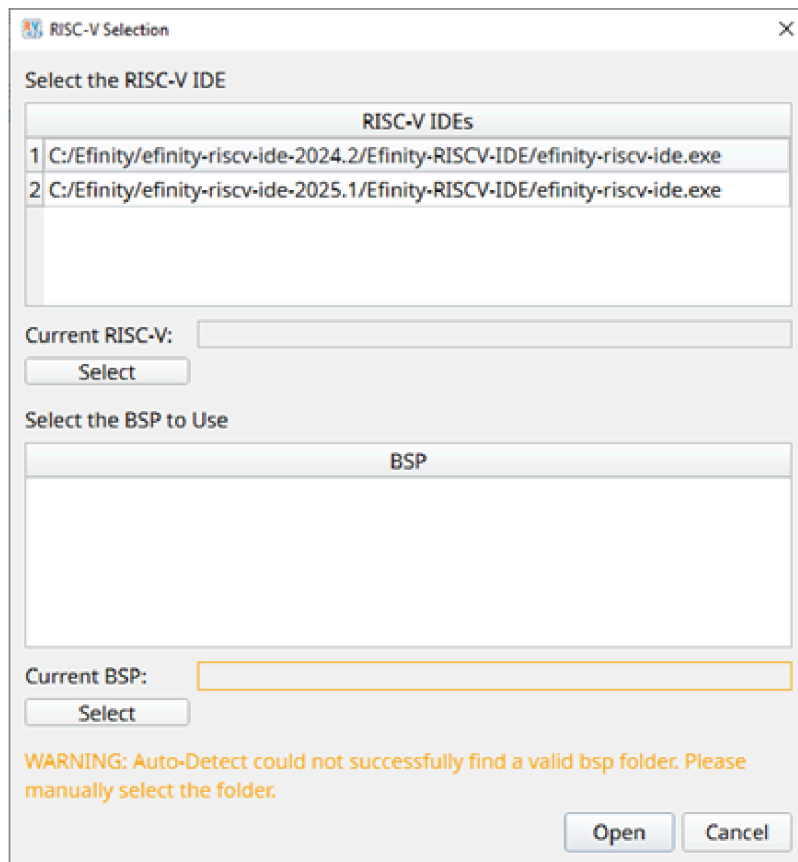 RISC-V Selection
Select the RISC-V IDE
RISC-V IDEs
1 C:/Efinity/efinity-riscv-ide-2024.2/Efinity-RISCV-IDE/efinity-riscv-ide.exe
2 C:/Efinity/efinity-riscv-ide-2025.1/Efinity-RISCV-IDE/efinity-riscv-ide.exe
Current RISC-V:
Select
Select the BSP to Use
BSP
Current BSP:
Select
WARNING: Auto-Detect could not successfully find a valid bsp folder. Please
manually select the folder.
Open Cancel